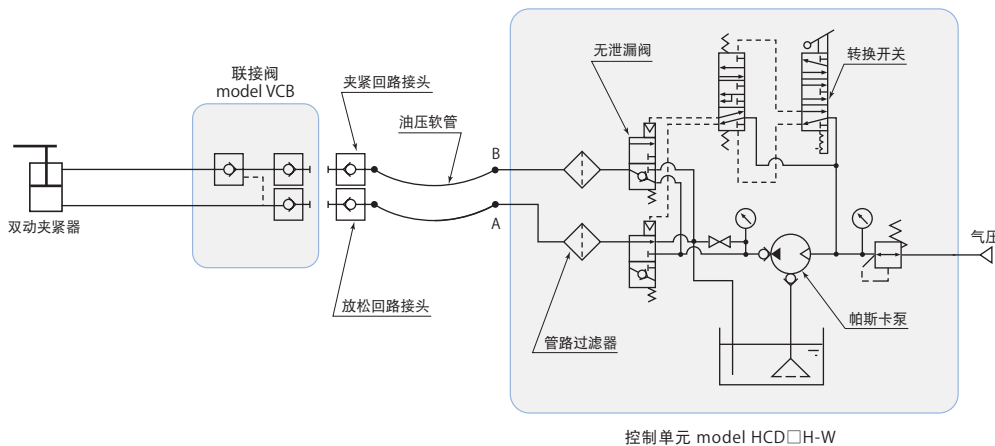 联接阀
model VCB
夹紧回路接头
油压软管
无泄漏阀
转换开关
B
A
双动夹紧器
气压
放松回路接头
管路过滤器
帕斯卡泵
控制单元 model HCD□H-W